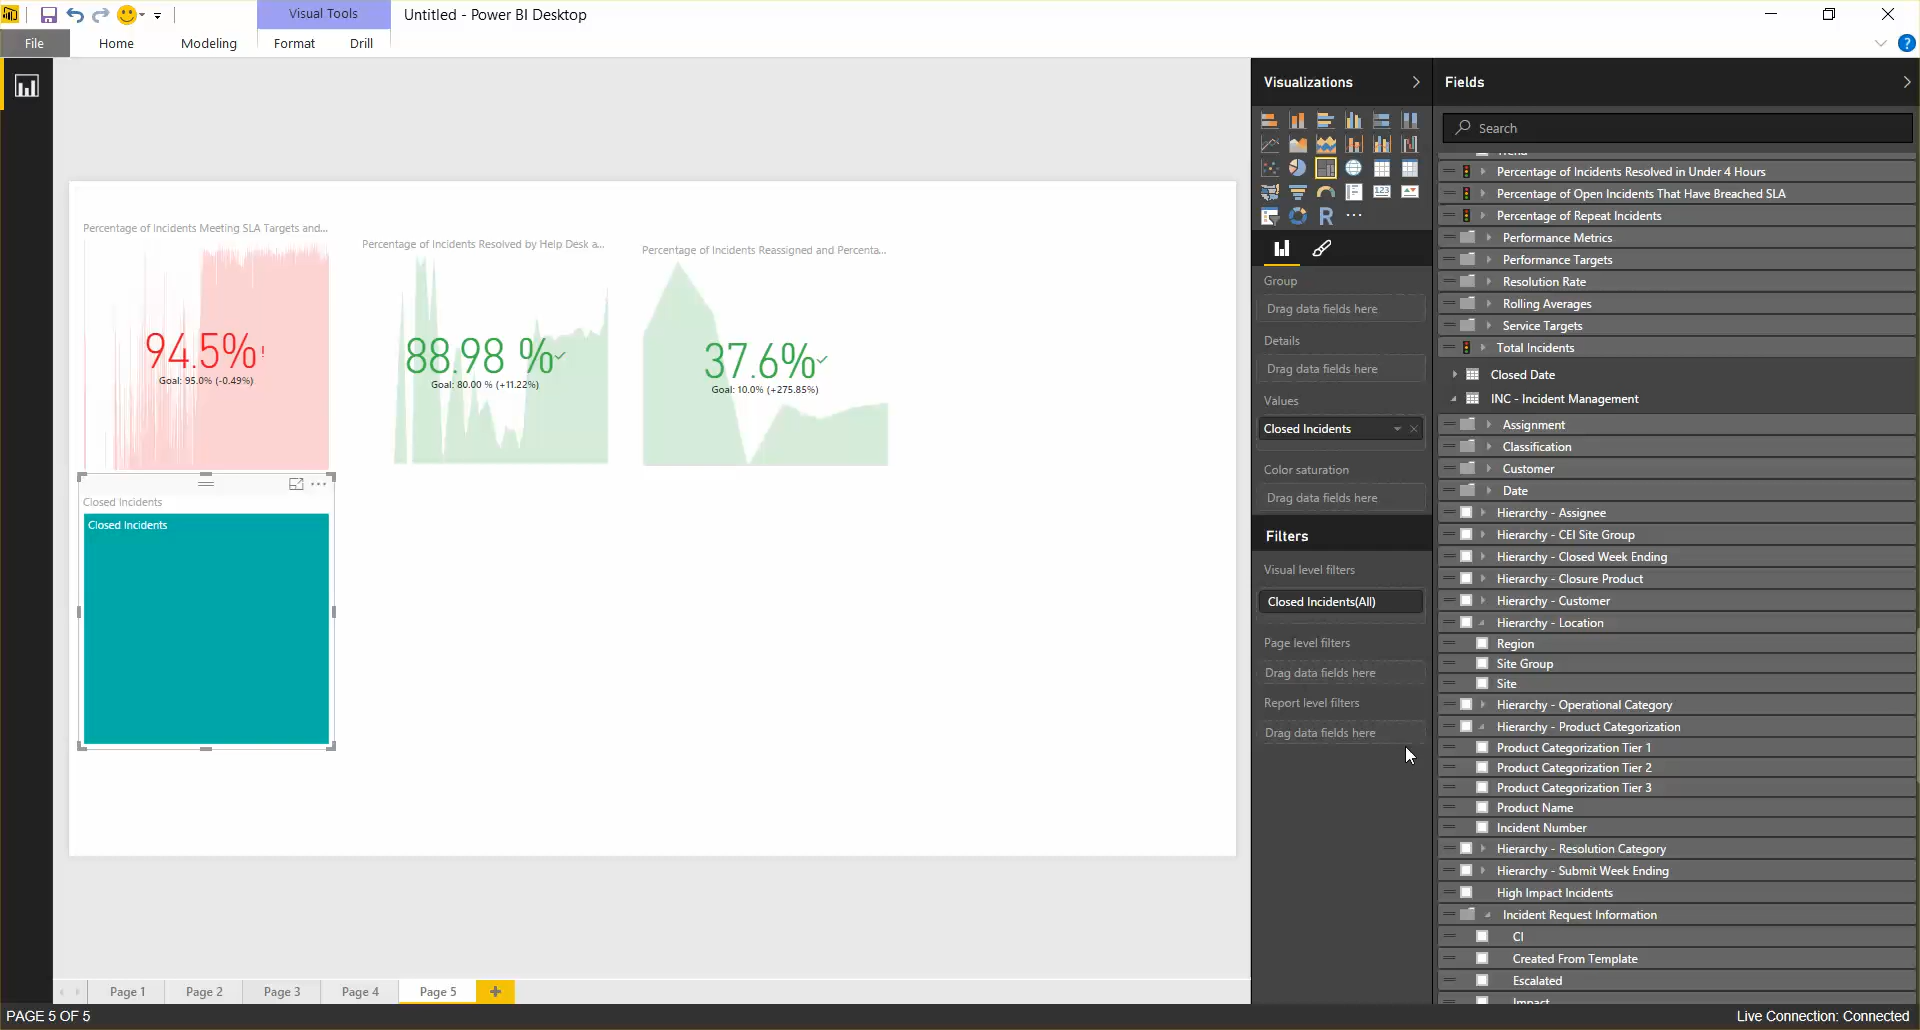 Visual Tools
Untitled - Power BI Desktop
File
Home
Modeling
Format
Drill
?
Visualizations
Fields
Search
Percentage of Incidents Meeting SLA Targets and...
94.5%!
Goal: 95.0% (-0.49%)
Percentage of Incidents Resolved by Help Desk a...
88.98 %
Goal: 80.00 % (+11.22%)
Percentage of Incidents Reassigned and Percenta...
37.6%
Goal: 10.0% (+275.85%)
Closed Incidents
Closed Incidents
123
R
...
Group
Drag data fields here
Details
Drag data fields here
Values
Closed Incidents
Color saturation
Drag data fields here
Filters
Visual level filters
Closed Incidents(All)
Page level filters
Drag data fields here
Report level filters
Drag data fields here
Trend
Percentage of Incidents Resolved in Under 4 Hours
Percentage of Open Incidents That Have Breached SLA
Percentage of Repeat Incidents
Performance Metrics
Performance Targets
Resolution Rate
Rolling Averages
Service Targets
Total Incidents
Closed Date
INC - Incident Management
Assignment
Classification
Customer
Date
Hierarchy - Assignee
Hierarchy - CEI Site Group
Hierarchy - Closed Week Ending
Hierarchy - Closure Product
Hierarchy - Customer
Hierarchy - Location
Region
Site Group
Site
Hierarchy - Operational Category
Hierarchy - Product Categorization
Product Categorization Tier 1
Product Categorization Tier 2
Product Categorization Tier 3
Product Name
Incident Number
Hierarchy - Resolution Category
Hierarchy - Submit Week Ending
High Impact Incidents
Incident Request Information
CI
Created From Template
Escalated
Impact
Page 1
Page 2
Page 3
Page 4
Page 5
+
PAGE 5 OF 5
Live Connection: Connected